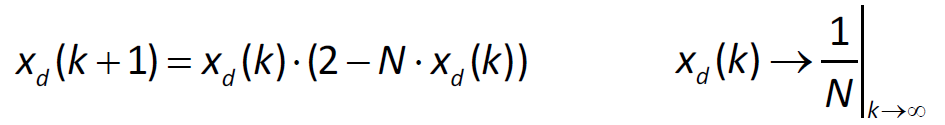 x_d(k+1)=x_d(k)·(2−N·x_d(k))    x_d(k)→1/N|_{k→∞}